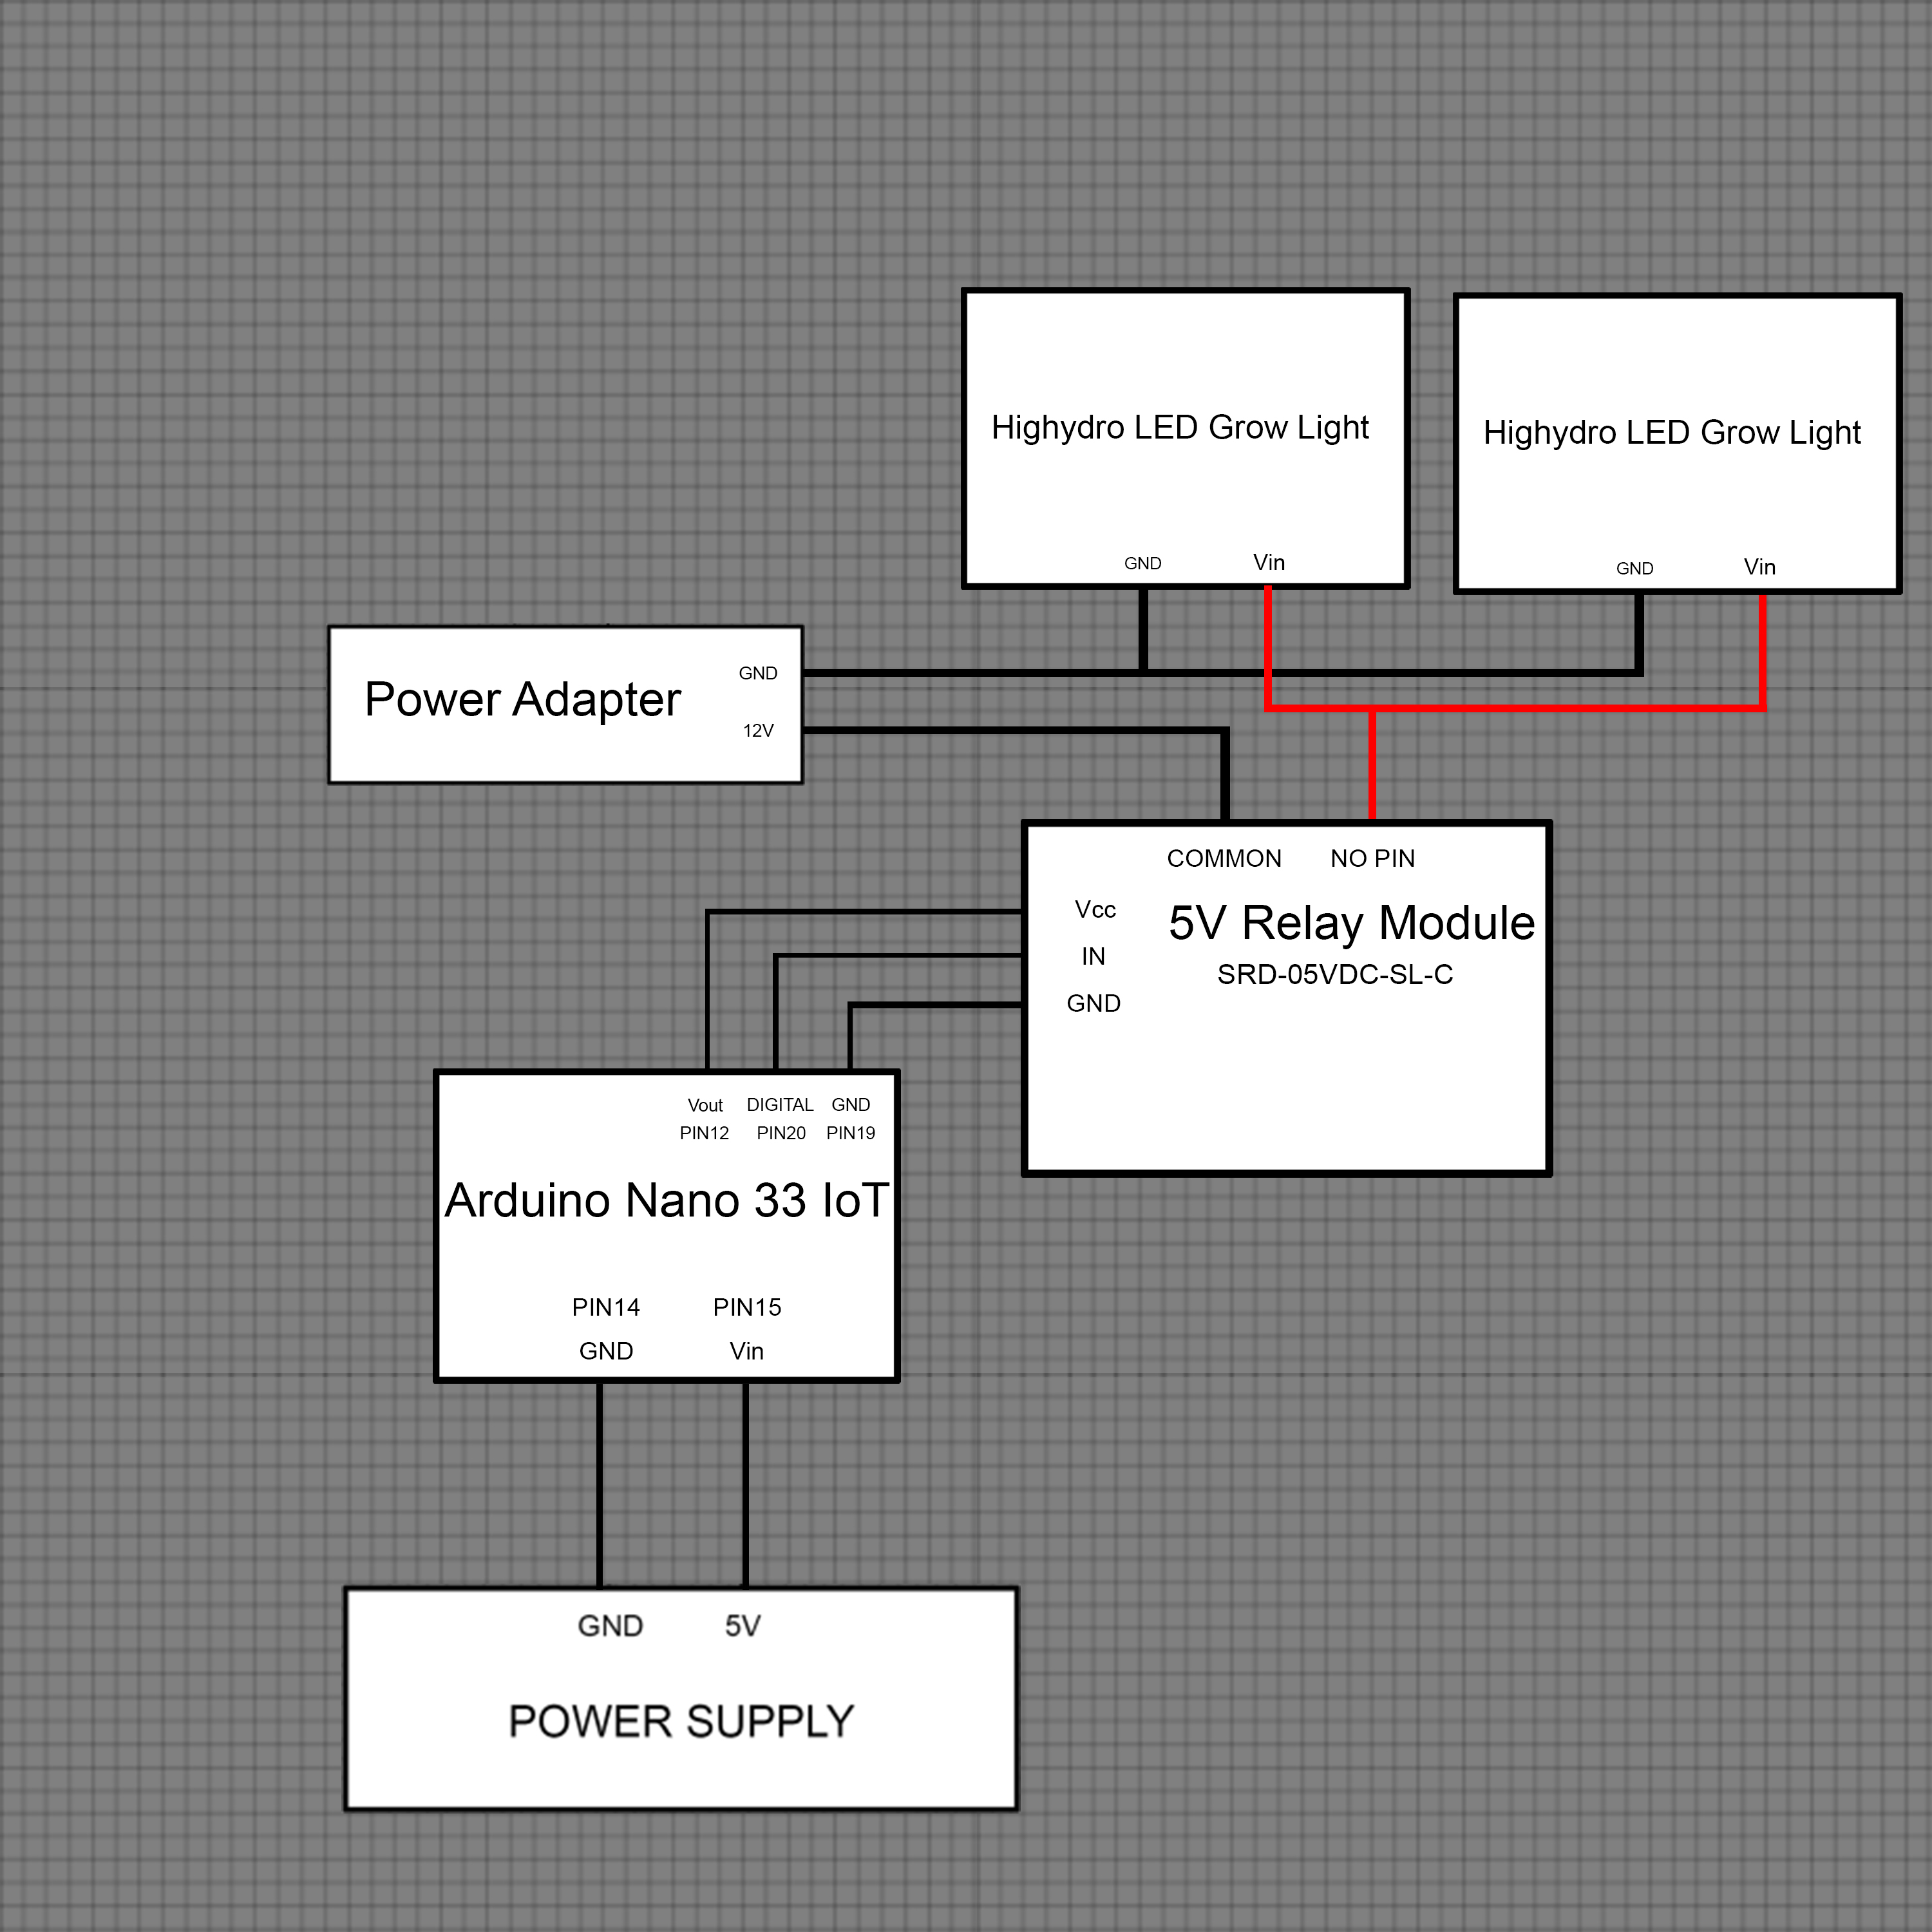 Highydro LED Grow Light
GND Vin
Highydro LED Grow Light
GND Vin
Power Adapter
GND
12V
COMMON NO PIN
Vcc
IN
GND
5V Relay Module
SRD-05VDC-SL-C
Vout DIGITAL GND
PIN12 PIN20 PIN19
Arduino Nano 33 IoT
PIN14 PIN15
GND Vin
GND 5V
POWER SUPPLY